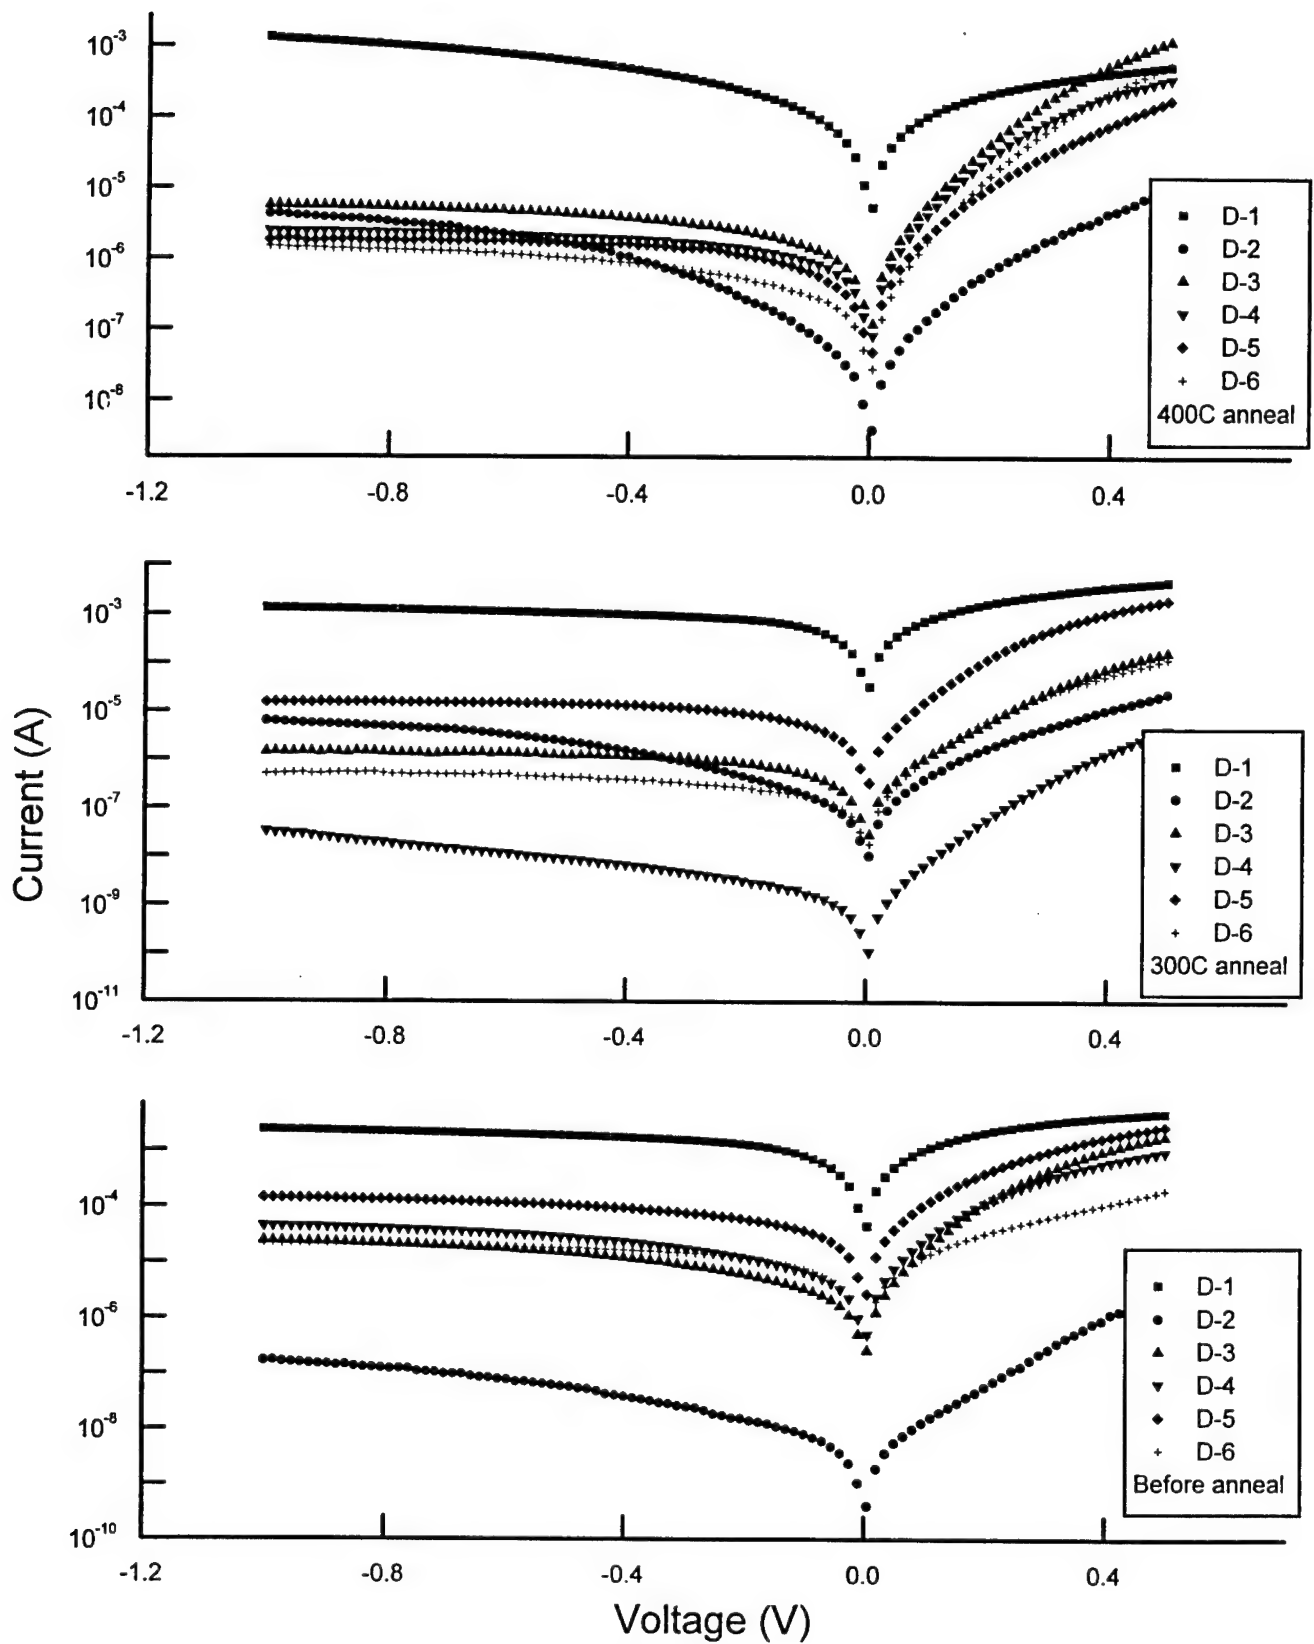 10-3
10-4
10-5
10-6
10-7
10-8
D-1
D-2
D-3
D-4
D-5
D-6
400C anneal
-1.2 -0.8 -0.4 0.0 0.4
10-3
10-5
10-7
10-9
10-11
D-1
D-2
D-3
D-4
D-5
D-6
300C anneal
-1.2 -0.8 -0.4 0.0 0.4
Current (A)
10-4
10-6
10-8
10-10
D-1
D-2
D-3
D-4
D-5
D-6
Before anneal
-1.2 -0.8 -0.4 0.0 0.4
Voltage (V)